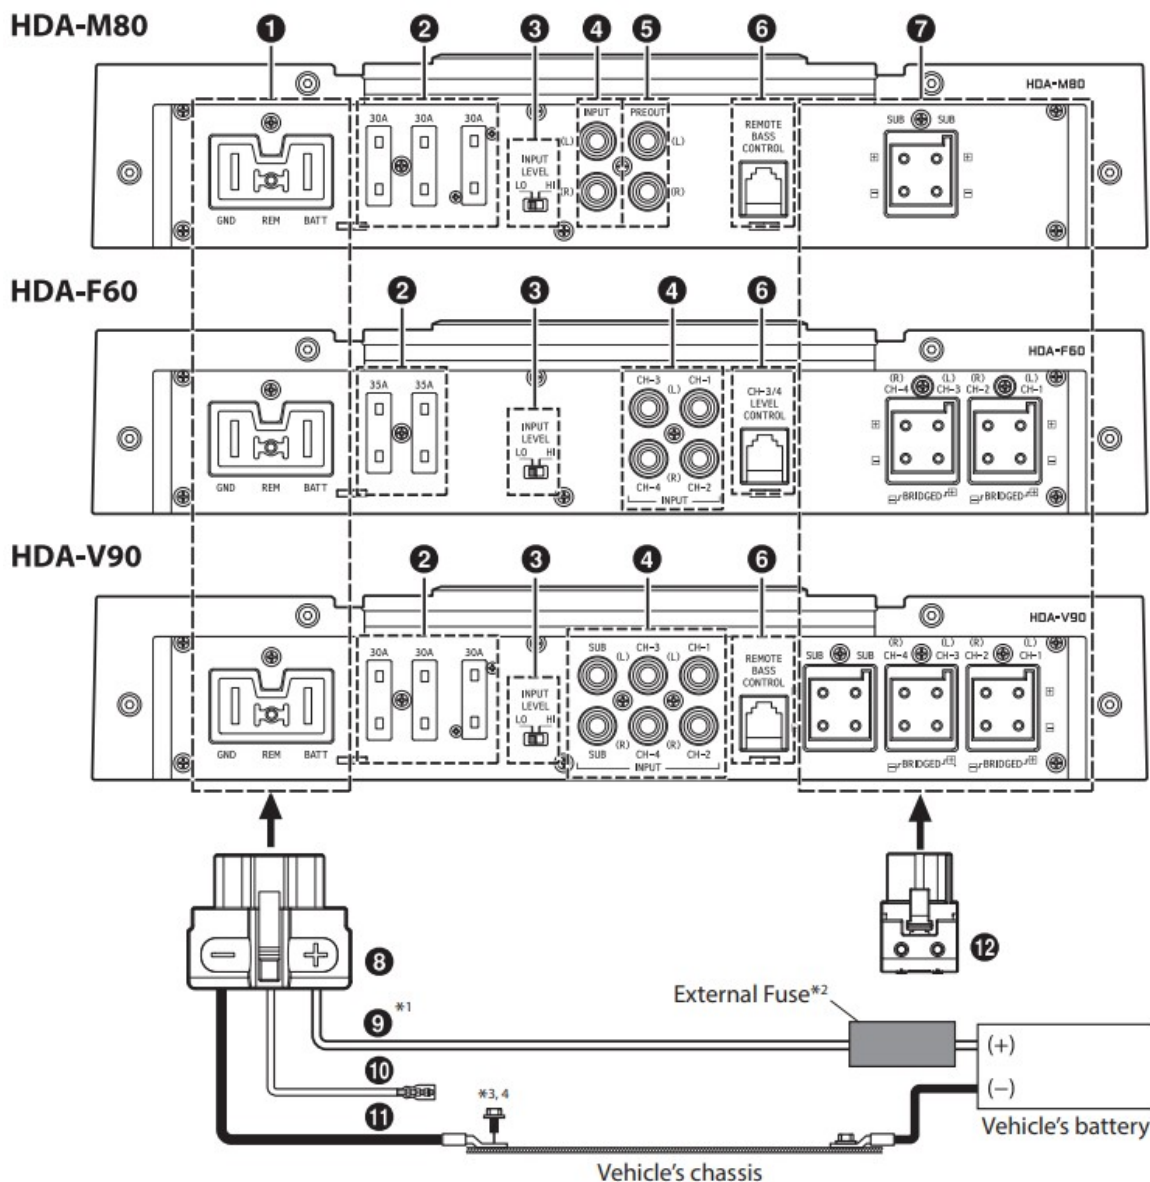 HDA-M80
1 2 3 4 5 6 7
HDA-M80
30A 30A 30A
INPUT PREOUT
(L) (L)
(R) (R)
INPUT
LEVEL
LO HI
REMOTE
BASS
CONTROL
SUB SUB
+ +
- -
GND REM BATT
HDA-F60
2 3 4 6
HDA-F60
35A 35A
INPUT
LEVEL
LO HI
CH-3 CH-1
(L)
(R)
CH-4 CH-2
INPUT
CH-3/4
LEVEL
CONTROL
(R) (L) (R) (L)
CH-4 CH-3 CH-2 CH-1
+ +
- -
- BRIDGED + - BRIDGED +
GND REM BATT
HDA-V90
2 3 4 6
HDA-V90
30A 30A 30A
INPUT
LEVEL
LO HI
SUB CH-3 CH-1
(L) (L)
(R) (R)
SUB CH-4 CH-2
INPUT
REMOTE
BASS
CONTROL
(R) (L) (R) (L)
SUB SUB CH-4 CH-3 CH-2 CH-1
+
-
- BRIDGED + - BRIDGED +
GND REM BATT
- + 8
12
External Fuse*2
9 *1
(+)
10
(−)
11
*3, 4
Vehicle's battery
Vehicle's chassis